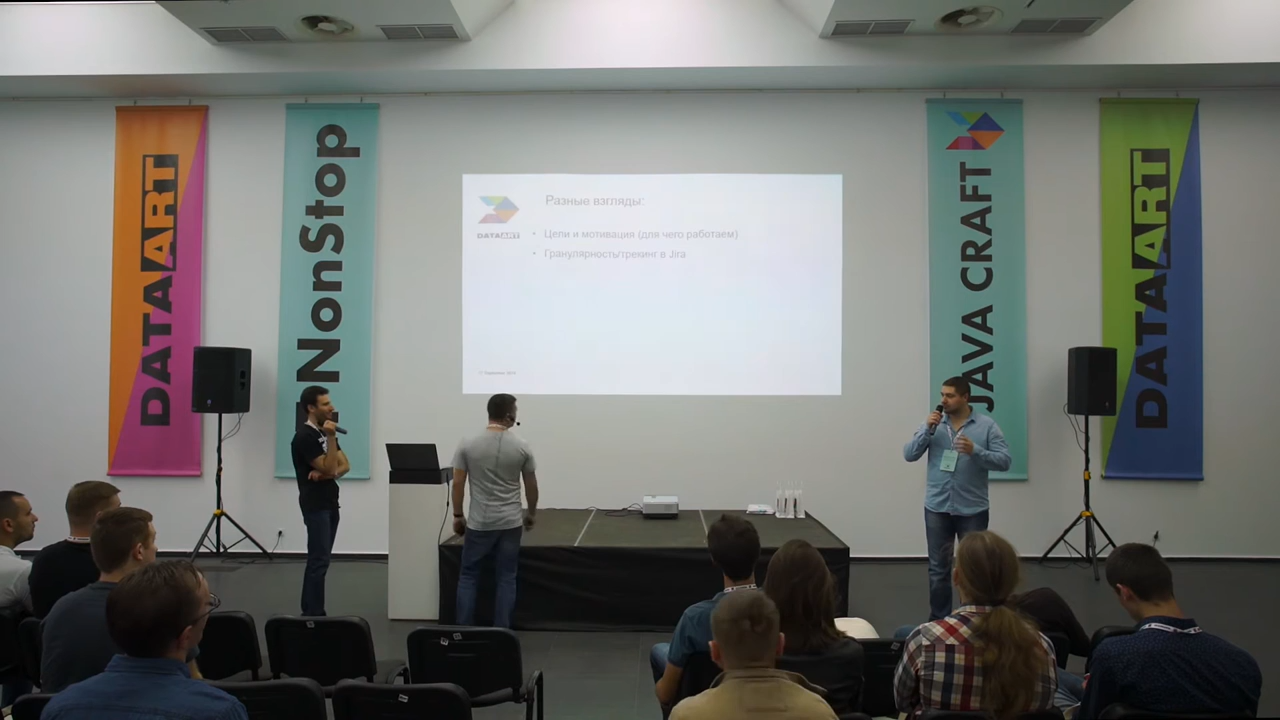 DATAART
NonStop
Разные взгляды:
DATAART
• Цели и мотивация (для чего работаем)
• Гранулярность/трекинг в Jira
JAVA CRAFT
DATAART